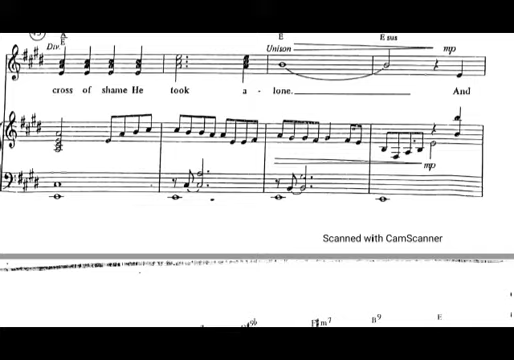 A
E
E
E sus
Div.
Unison
mp
cross of shame He took a - lone. And
mp
Scanned with CamScanner
F#m7 B9 E